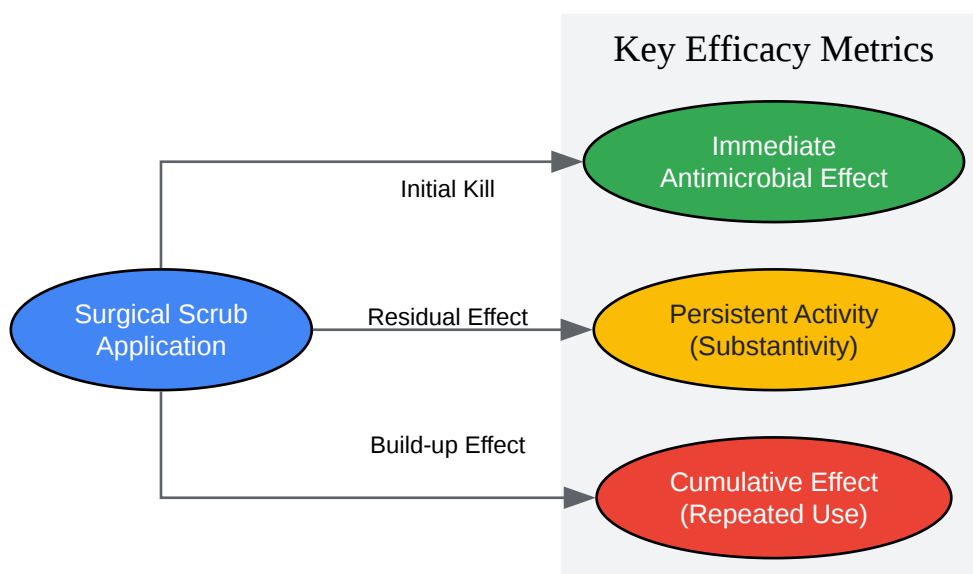 Key Efficacy Metrics
Immediate
Antimicrobial Effect
Initial Kill
Surgical Scrub
Application
Residual Effect
Persistent Activity
(Substantivity)
Build-up Effect
Cumulative Effect
(Repeated Use)